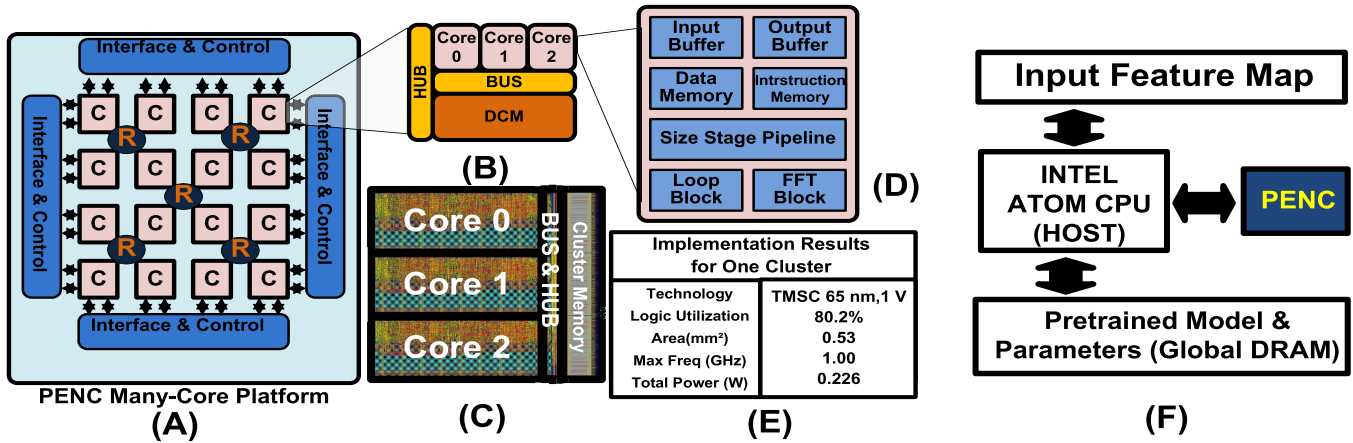 Interface & Control
Interface & Control
Interface & Control
Interface & Control
C C C C
R R
C C C C
R
C C C C
R R
C C C C
PENC Many-Core Platform
(A)
HUB
Core 0
Core 1
Core 2
BUS
DCM
(B)
Core 0
Core 1
Core 2
BUS & HUB
Cluster Memory
(C)
Input
Buffer
Output
Buffer
Data
Memory
Intrstruction
Memory
Size Stage Pipeline
Loop
Block
FFT
Block
(D)
Implementation Results
for One Cluster
Technology TMSC 65 nm,1 V
Logic Utilization 80.2%
Area(mm²) 0.53
Max Freq (GHz) 1.00
Total Power (W) 0.226
(E)
Input Feature Map
INTEL
ATOM CPU
(HOST)
PENC
Pretrained Model &
Parameters (Global DRAM)
(F)